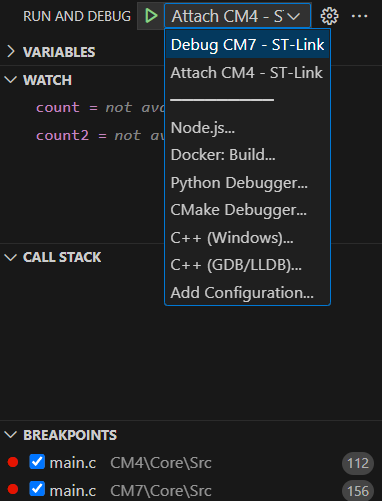 RUN AND DEBUG Attach CM4 - ST
Debug CM7 - ST-Link
VARIABLES
Attach CM4 - ST-Link
WATCH
count = not ava
count2 = not av
Node.js...
Docker: Build...
Python Debugger...
CMake Debugger...
C++ (Windows)...
CALL STACK
C++ (GDB/LLDB)...
Add Configuration...
BREAKPOINTS
main.c CM4\Core\Src 112
main.c CM7\Core\Src 156